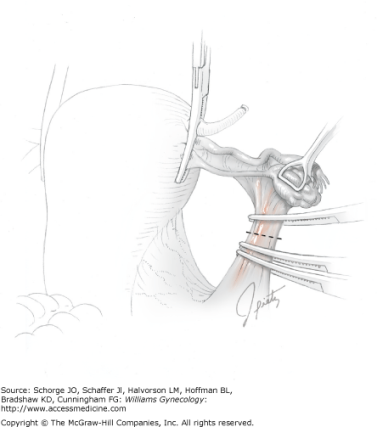 Source: Schorge JO, Schaffer JI, Halvorson LM, Hoffman BL,
Bradshaw KD, Cunningham FG: Williams Gynecology:
http://www.accessmedicine.com
Copyright © The McGraw-Hill Companies, Inc. All rights reserved.